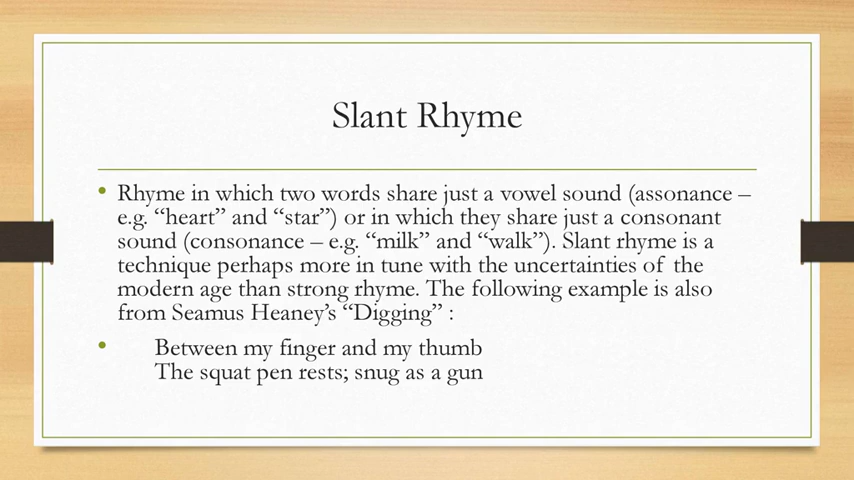 Slant Rhyme
• Rhyme in which two words share just a vowel sound (assonance –
e.g. “heart” and “star”) or in which they share just a consonant
sound (consonance – e.g. “milk” and “walk”). Slant rhyme is a
technique perhaps more in tune with the uncertainties of the
modern age than strong rhyme. The following example is also
from Seamus Heaney’s “Digging” :
• Between my finger and my thumb
The squat pen rests; snug as a gun